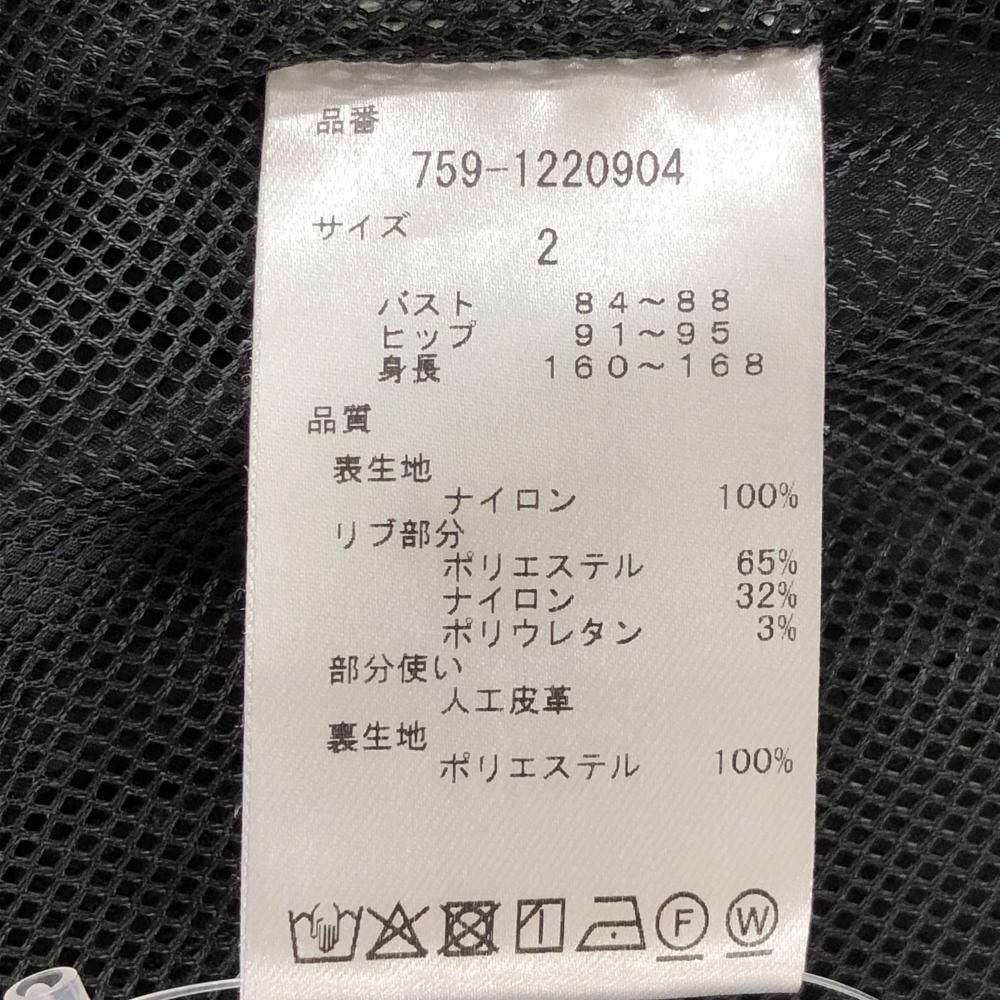 品番
759-1220904
サイズ
2
バスト 84～88
ヒップ 91～95
身長 160～168
品質
表生地
ナイロン 100%
リブ部分
ポリエステル 65%
ナイロン 32%
ポリウレタン 3%
部分使い
人工皮革
裏生地
ポリエステル 100%
F W